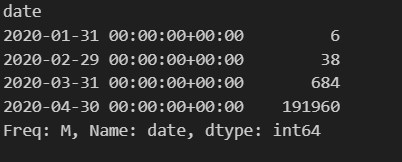 date
2020-01-31 00:00:00+00:00 6
2020-02-29 00:00:00+00:00 38
2020-03-31 00:00:00+00:00 684
2020-04-30 00:00:00+00:00 191960
Freq: M, Name: date, dtype: int64